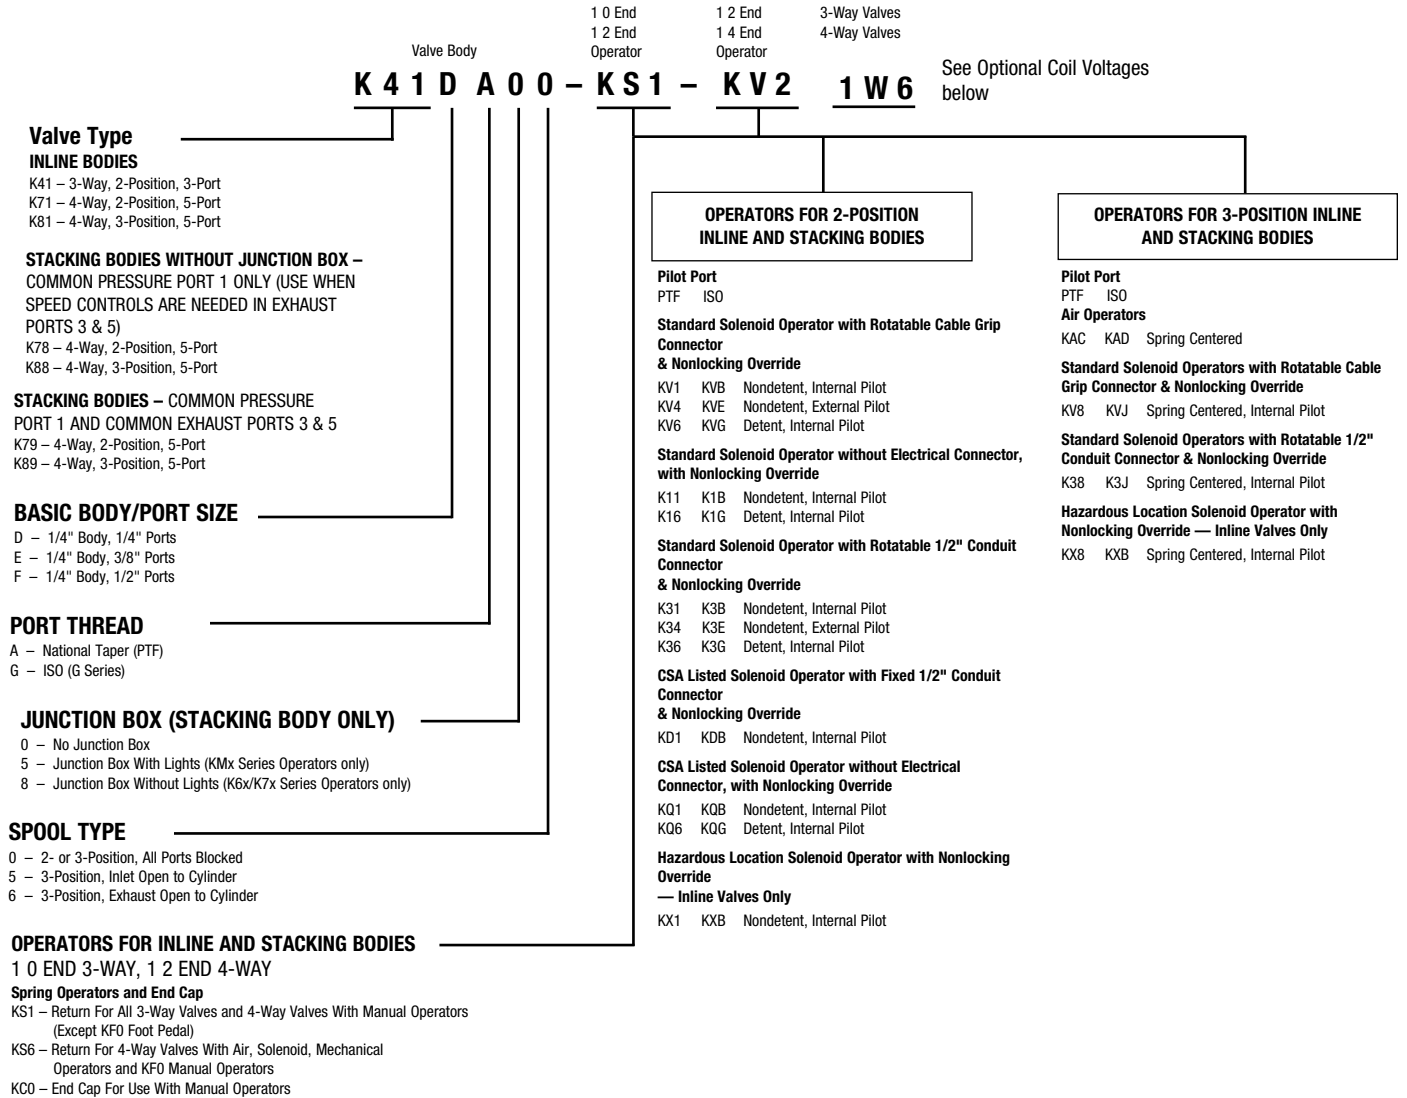 1 0 End
1 2 End
Operator
1 2 End
1 4 End
Operator
3-Way Valves
4-Way Valves
Valve Body
K 4 1 D A 0 0 – K S 1 – K V 2 1 W 6
See Optional Coil Voltages
below
Valve Type
INLINE BODIES
K41 – 3-Way, 2-Position, 3-Port
K71 – 4-Way, 2-Position, 5-Port
K81 – 4-Way, 3-Position, 5-Port
STACKING BODIES WITHOUT JUNCTION BOX –
COMMON PRESSURE PORT 1 ONLY (USE WHEN
SPEED CONTROLS ARE NEEDED IN EXHAUST
PORTS 3 & 5)
K78 – 4-Way, 2-Position, 5-Port
K88 – 4-Way, 3-Position, 5-Port
STACKING BODIES – COMMON PRESSURE
PORT 1 AND COMMON EXHAUST PORTS 3 & 5
K79 – 4-Way, 2-Position, 5-Port
K89 – 4-Way, 3-Position, 5-Port
BASIC BODY/PORT SIZE
D – 1/4" Body, 1/4" Ports
E – 1/4" Body, 3/8" Ports
F – 1/4" Body, 1/2" Ports
PORT THREAD
A – National Taper (PTF)
G – ISO (G Series)
JUNCTION BOX (STACKING BODY ONLY)
0 – No Junction Box
5 – Junction Box With Lights (KMx Series Operators only)
8 – Junction Box Without Lights (K6x/K7x Series Operators only)
SPOOL TYPE
0 – 2- or 3-Position, All Ports Blocked
5 – 3-Position, Inlet Open to Cylinder
6 – 3-Position, Exhaust Open to Cylinder
OPERATORS FOR INLINE AND STACKING BODIES
1 0 END 3-WAY, 1 2 END 4-WAY
Spring Operators and End Cap
KS1 – Return For All 3-Way Valves and 4-Way Valves With Manual Operators
(Except KF0 Foot Pedal)
KS6 – Return For 4-Way Valves With Air, Solenoid, Mechanical
Operators and KF0 Manual Operators
KC0 – End Cap For Use With Manual Operators
OPERATORS FOR 2-POSITION
INLINE AND STACKING BODIES
Pilot Port
PTF ISO
Standard Solenoid Operator with Rotatable Cable Grip
Connector
& Nonlocking Override
KV1 KVB Nondetent, Internal Pilot
KV4 KVE Nondetent, External Pilot
KV6 KVG Detent, Internal Pilot
Standard Solenoid Operator without Electrical Connector,
with Nonlocking Override
K11 K1B Nondetent, Internal Pilot
K16 K1G Detent, Internal Pilot
Standard Solenoid Operator with Rotatable 1/2" Conduit
Connector
& Nonlocking Override
K31 K3B Nondetent, Internal Pilot
K34 K3E Nondetent, External Pilot
K36 K3G Detent, Internal Pilot
CSA Listed Solenoid Operator with Fixed 1/2" Conduit
Connector
& Nonlocking Override
KD1 KDB Nondetent, Internal Pilot
CSA Listed Solenoid Operator without Electrical
Connector, with Nonlocking Override
KQ1 KQB Nondetent, Internal Pilot
KQ6 KQG Detent, Internal Pilot
Hazardous Location Solenoid Operator with Nonlocking
Override
— Inline Valves Only
KX1 KXB Nondetent, Internal Pilot
OPERATORS FOR 3-POSITION INLINE
AND STACKING BODIES
Pilot Port
PTF ISO
Air Operators
KAC KAD Spring Centered
Standard Solenoid Operators with Rotatable Cable
Grip Connector & Nonlocking Override
KV8 KVJ Spring Centered, Internal Pilot
Standard Solenoid Operators with Rotatable 1/2"
Conduit Connector & Nonlocking Override
K38 K3J Spring Centered, Internal Pilot
Hazardous Location Solenoid Operator with
Nonlocking Override — Inline Valves Only
KX8 KXB Spring Centered, Internal Pilot